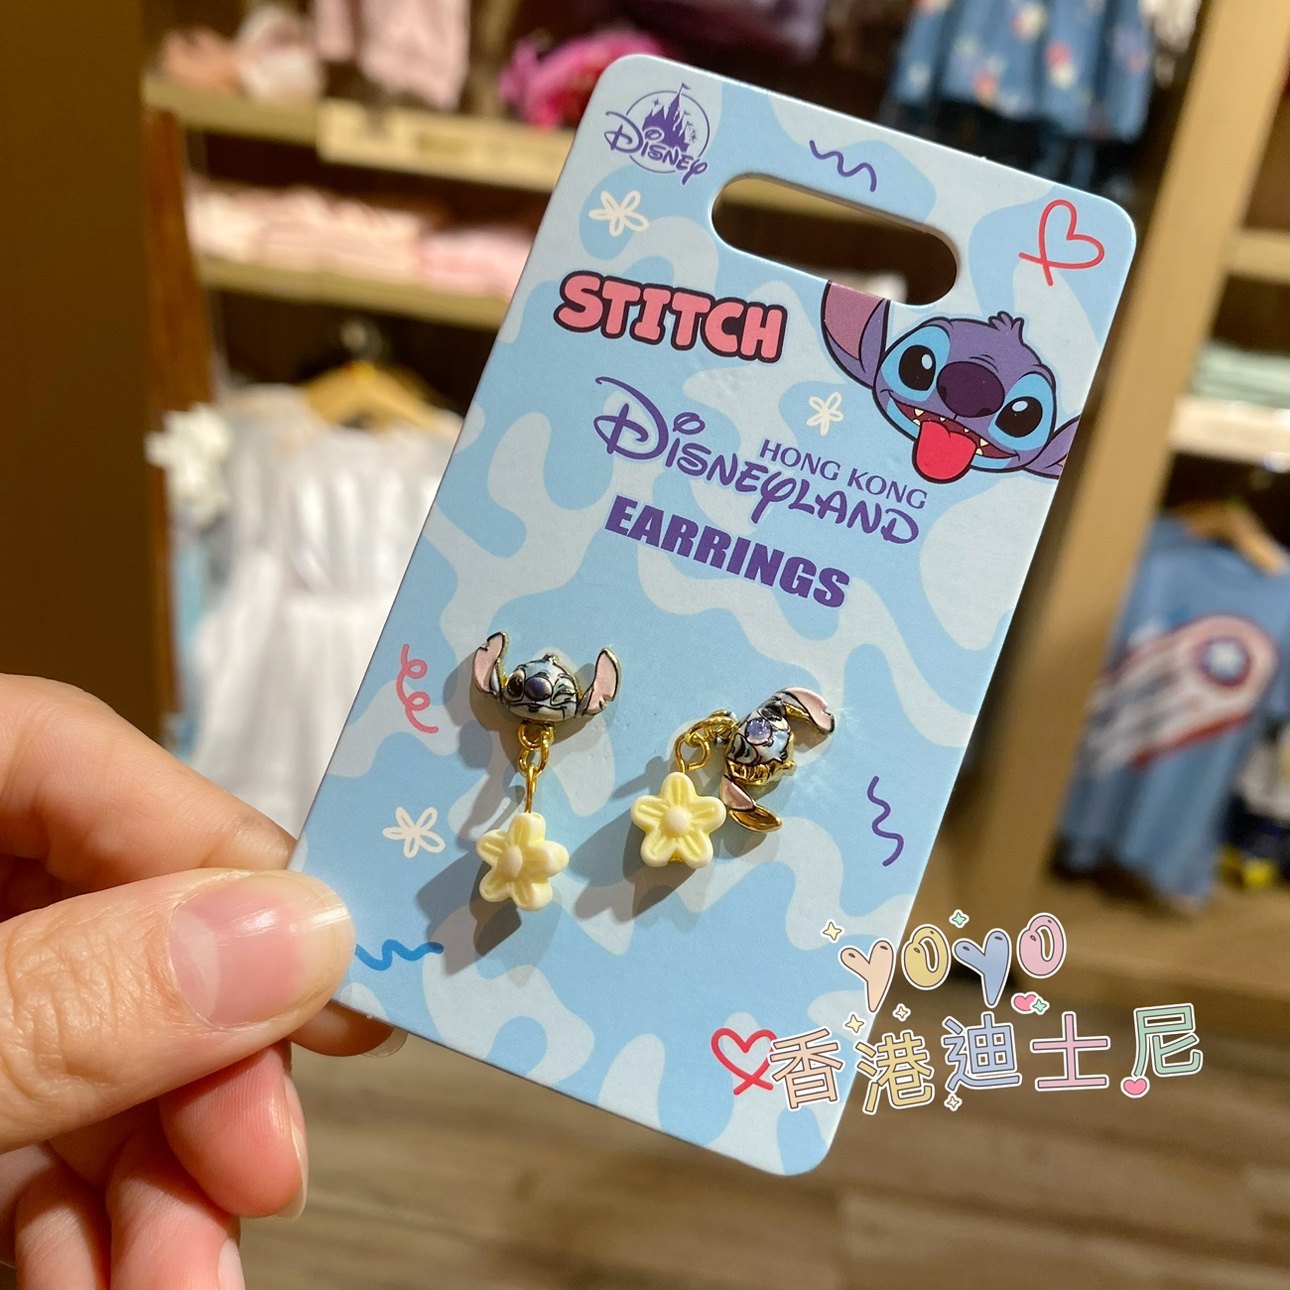 Disney
STITCH
HONG KONG
Disneyland
EARRINGS
yoyo
香港迪士尼